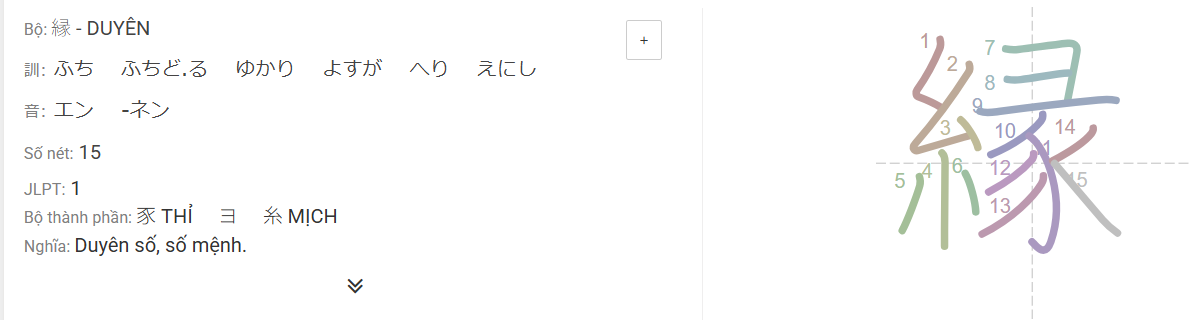 Bộ: 縁 - DUYÊN
+
訓: ふち ふちど.る ゆかり よすが へり えにし
音: エン -ネン
Số nét: 15
JLPT: 1
Bộ thành phần: 豕 THỈ ヨ 糸 MỊCH
Nghĩa: Duyên số, số mệnh.
縁
1
2
3
4
5
6
7
8
9
10
12
13
14
15